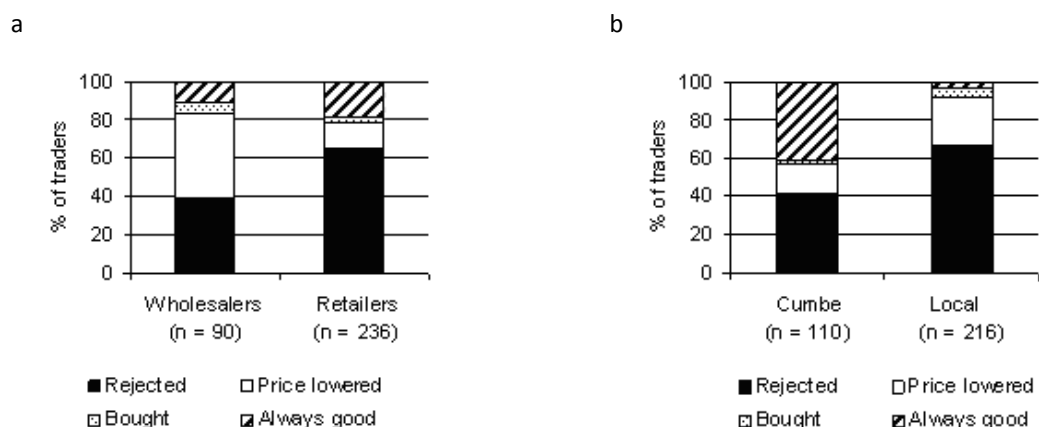 a
100
80
60
40
20
0
% of traders
Wholesalers Retailers
(n = 90) (n = 236)
Rejected Price lowered
Bought Always good
b
100
80
60
40
20
0
% of traders
Cumbe Local
(n = 110) (n = 216)
Rejected Price lowered
Bought Always good